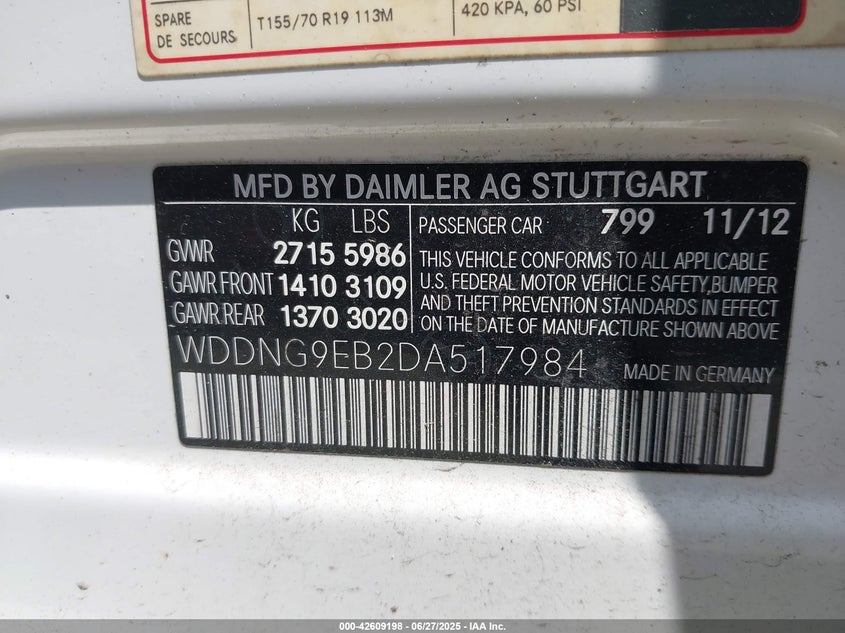 SPARE
DE SECOURS
T155/70 R19 113M
420 KPA, 60 PSI
MFD BY DAIMLER AG STUTTGART
KG LBS
GVWR 2715 5986
GAWR FRONT 1410 3109
GAWR REAR 1370 3020
PASSENGER CAR 799 11/12
THIS VEHICLE CONFORMS TO ALL APPLICABLE
U.S. FEDERAL MOTOR VEHICLE SAFETY,BUMPER
AND THEFT PREVENTION STANDARDS IN EFFECT
ON THE DATE OF MANUFACTURE SHOWN ABOVE
WDDNG9EB2DA517984 MADE IN GERMANY
000-42609198 - 06/27/2025 - IAA Inc.